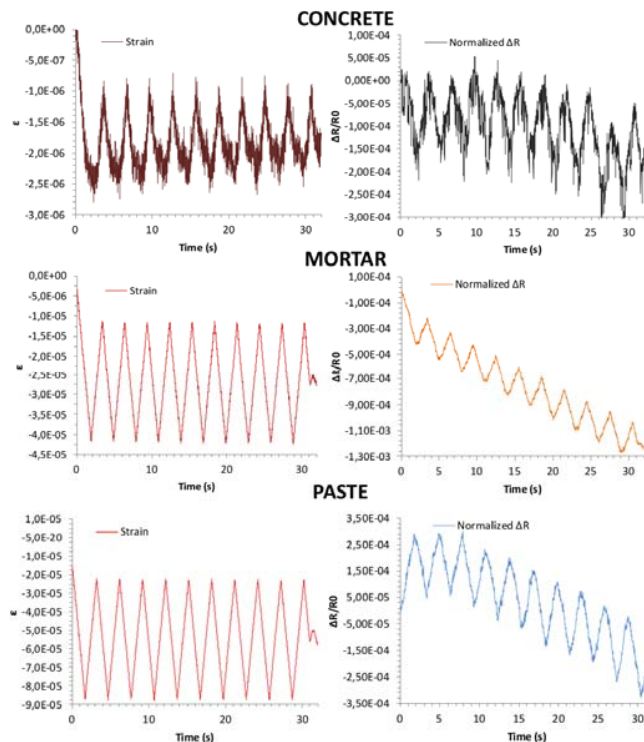 CONCRETE
0,0E+00
-5,0E-07
-1,0E-06
-1,5E-06
-2,0E-06
-2,5E-06
-3,0E-06
ε
Strain
0 10 20 30
Time (s)
1,00E-04
5,00E-05
0,00E+00
-5,00E-05
-1,00E-04
-1,50E-04
-2,00E-04
-2,50E-04
-3,00E-04
ΔR/R0
Normalized ΔR
0 5 10 15 20 25 30
Time (s)
MORTAR
0,0E+00
-5,0E-06
-1,0E-05
-1,5E-05
-2,0E-05
-2,5E-05
-3,0E-05
-3,5E-05
-4,0E-05
-4,5E-05
ε
Strain
0 10 20 30
Time (s)
1,00E-04
-1,00E-04
-3,00E-04
-5,00E-04
-7,00E-04
-9,00E-04
-1,10E-03
-1,30E-03
Δt/R0
Normalized ΔR
0 5 10 15 20 25 30
Time (s)
PASTE
1,0E-05
-5,0E-20
-1,0E-05
-2,0E-05
-3,0E-05
-4,0E-05
-5,0E-05
-6,0E-05
-7,0E-05
-8,0E-05
-9,0E-05
ε
Strain
0 10 20 30
Time (s)
3,50E-04
2,50E-04
1,50E-04
5,00E-05
-5,00E-05
-1,50E-04
-2,50E-04
-3,50E-04
ΔR/R0
Normalized ΔR
0 5 10 15 20 25 30
Time (s)